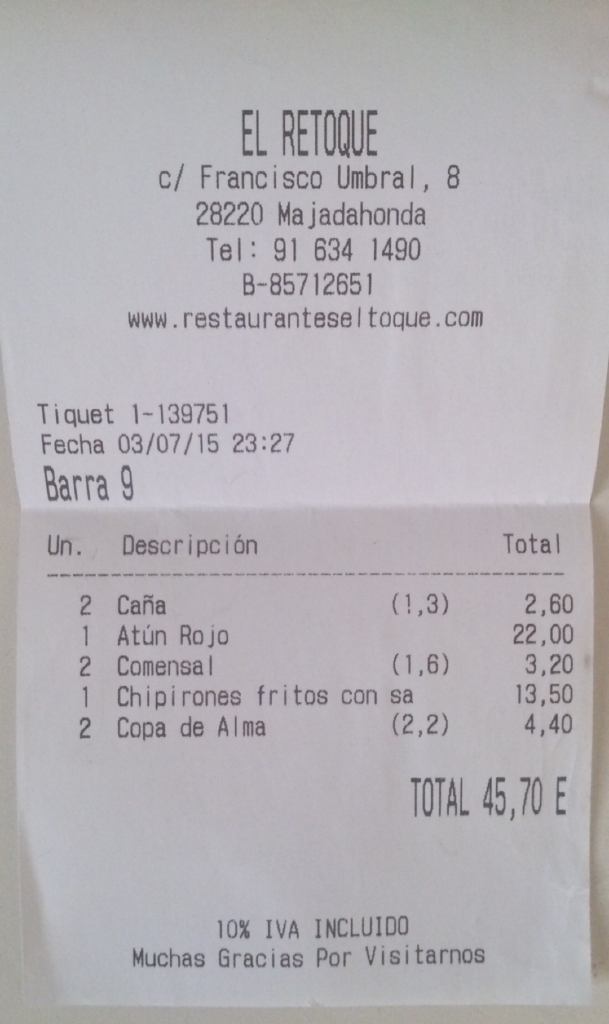 EL RETOQUE
c/ Francisco Umbral, 8
28220 Majadahonda
Tel: 91 634 1490
B-85712651
www.restauranteseltoque.com
Tiquet 1-139751
Fecha 03/07/15 23:27
Barra 9
Un. Descripción Total
2 Caña (1,3) 2,60
1 Atún Rojo 22,00
2 Comensal (1,6) 3,20
1 Chipirones fritos con sa 13,50
2 Copa de Alma (2,2) 4,40
TOTAL 45,70 E
10% IVA INCLUIDO
Muchas Gracias Por Visitarnos